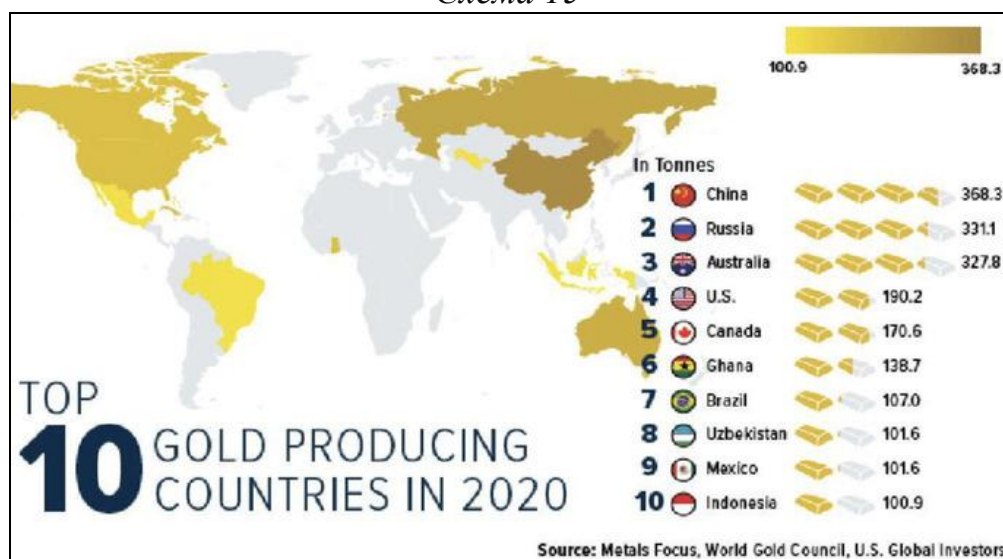 100.9 368.3
In Tonnes
1 China 368.3
2 Russia 331.1
3 Australia 327.8
4 U.S. 190.2
5 Canada 170.6
6 Ghana 138.7
7 Brazil 107.0
8 Uzbekistan 101.6
9 Mexico 101.6
10 Indonesia 100.9
TOP
10 GOLD PRODUCING
COUNTRIES IN 2020
Source: Metals Focus, World Gold Council, U.S. Global Investors